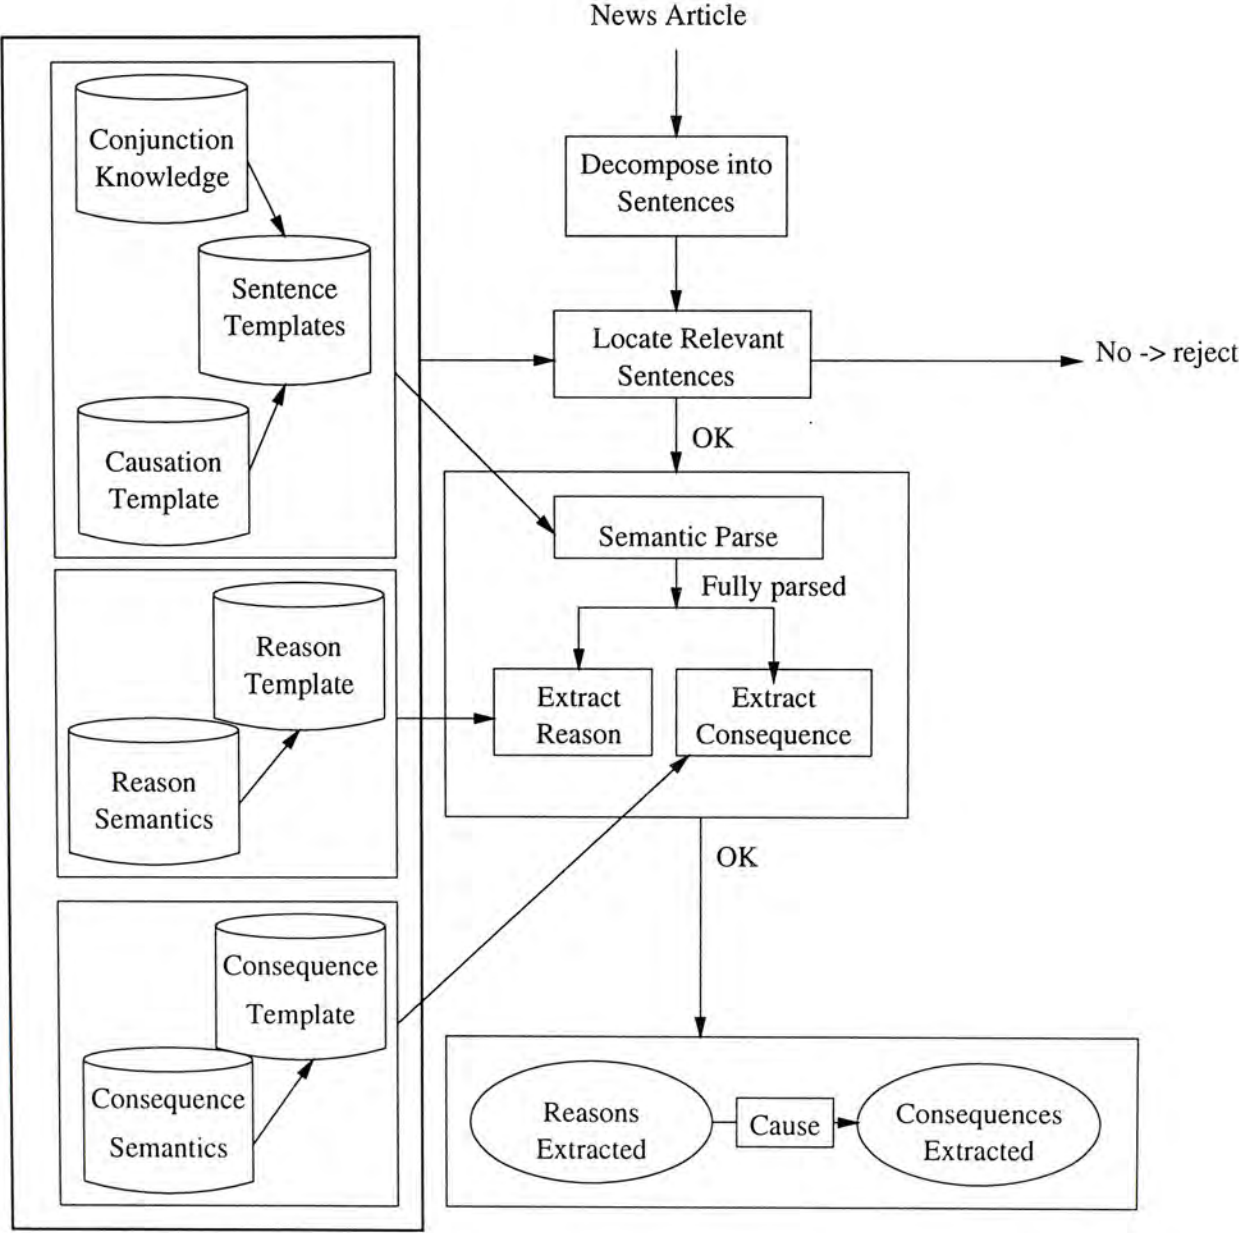 News Article
Conjunction
Knowledge
Decompose into
Sentences
Sentence
Templates
Locate Relevant
Sentences
No -> reject
OK
Causation
Template
Semantic Parse
Fully parsed
Reason
Template
Extract
Reason
Extract
Consequence
Reason
Semantics
OK
Consequence
Template
Consequence
Semantics
Reasons
Extracted
Cause
Consequences
Extracted